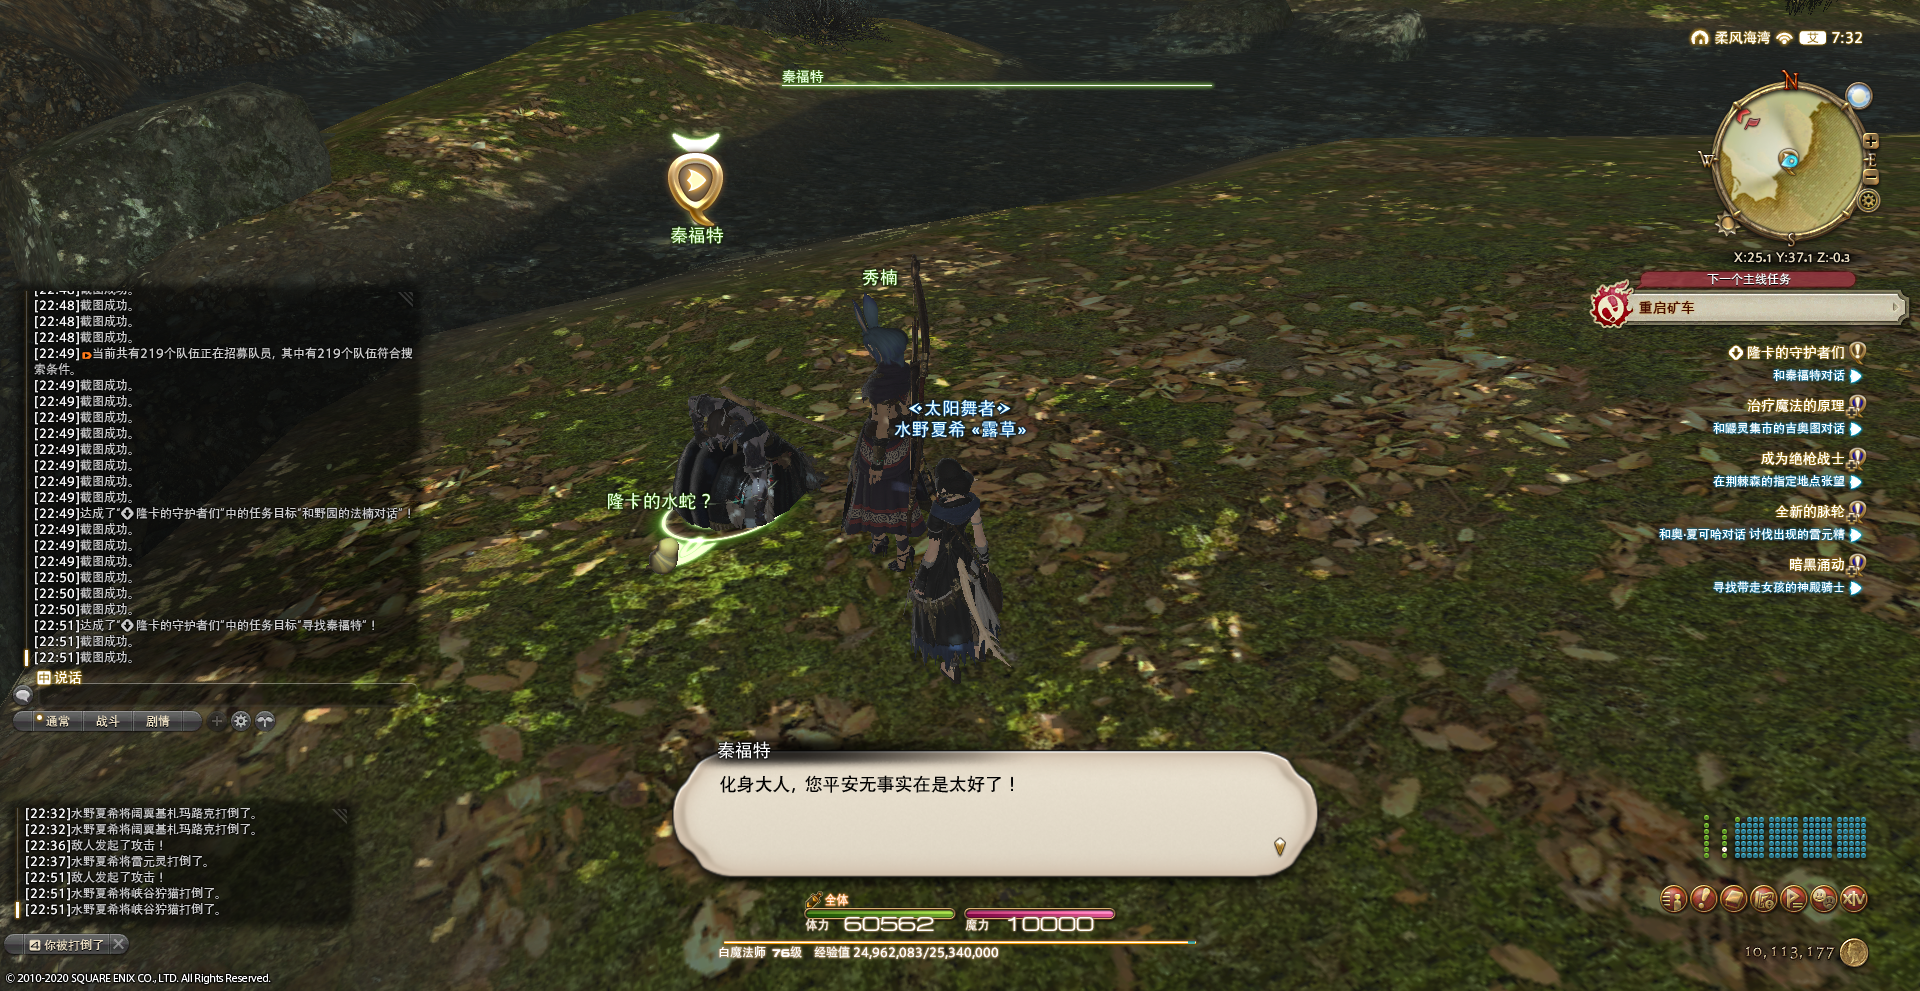 秦福特
柔风海湾 艾 7:32
N
W
E
S
X:25.1 Y:37.1 Z:-0.3
下一个主线任务
重启矿车
隆卡的守护者们
和秦福特对话
治疗魔法的原理
和鼹灵集市的吉奥图对话
成为绝枪战士
在荆棘森的指定地点张望
全新的脉轮
和奥·夏可哈对话 讨伐出现的雷元精
暗黑涌动
寻找带走女孩的神殿骑士
秦福特
秀楠
<太阳舞者>
水野夏希 «露草»
隆卡的水蛇？
[22:48]截图成功。
[22:48]截图成功。
[22:48]截图成功。
[22:48]截图成功。
[22:49]当前共有219个队伍正在招募队员, 其中有219个队伍符合搜
索条件。
[22:49]截图成功。
[22:49]截图成功。
[22:49]截图成功。
[22:49]截图成功。
[22:49]截图成功。
[22:49]截图成功。
[22:49]截图成功。
[22:49]截图成功。
[22:49]达成了“隆卡的守护者们”中的任务目标“和野园的法楠对话”！
[22:49]截图成功。
[22:49]截图成功。
[22:49]截图成功。
[22:50]截图成功。
[22:50]截图成功。
[22:50]截图成功。
[22:51]达成了“隆卡的守护者们”中的任务目标“寻找秦福特”！
[22:51]截图成功。
[22:51]截图成功。
说话
通常 战斗 剧情
[22:32]水野夏希将阔翼基札玛路克打倒了。
[22:32]水野夏希将阔翼基札玛路克打倒了。
[22:36]敌人发起了攻击！
[22:37]水野夏希将雷元灵打倒了。
[22:51]敌人发起了攻击！
[22:51]水野夏希将峡谷狞猫打倒了。
[22:51]水野夏希将峡谷狞猫打倒了。
4 你被打倒了
© 2010-2020 SQUARE ENIX CO., LTD. All Rights Reserved.
秦福特
化身大人, 您平安无事实在是太好了！
全体
体力 60562 魔力 10000
白魔法师 76级 经验值 24,962,083/25,340,000
XIV
10,113,177